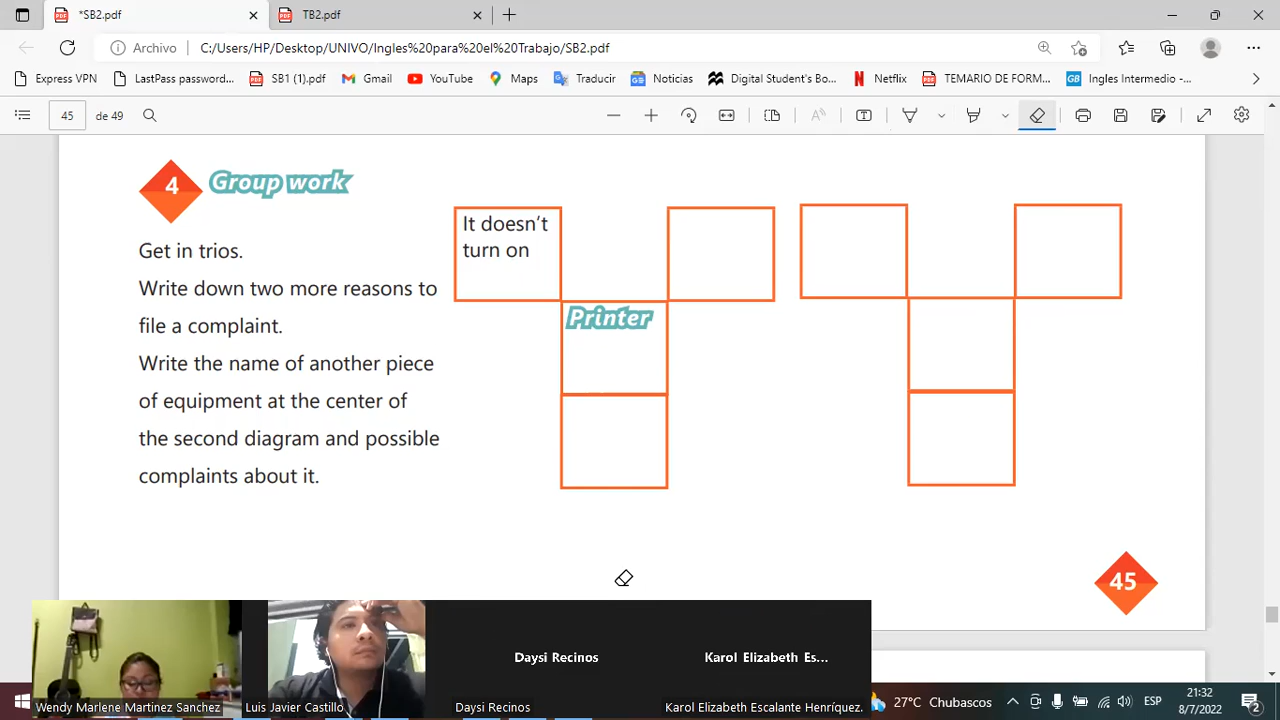 *SB2.pdf
TB2.pdf
Archivo C:/Users/HP/Desktop/UNIVO/Ingles%20para%20el%20Trabajo/SB2.pdf
Express VPN LastPass password... SB1 (1).pdf Gmail YouTube Maps Traducir Noticias Digital Student's Bo... Netflix TEMARIO DE FORM... Ingles Intermedio -...
45 de 49
4 Group work
Get in trios.
Write down two more reasons to
file a complaint.
Write the name of another piece
of equipment at the center of
the second diagram and possible
complaints about it.
It doesn't
turn on
Printer
45
Daysi Recinos
Karol Elizabeth Es...
Wendy Marlene Martinez Sanchez
Luis Javier Castillo
Daysi Recinos
Karol Elizabeth Escalante Henríquez.
27°C Chubascos
ESP
21:32
8/7/2022
2